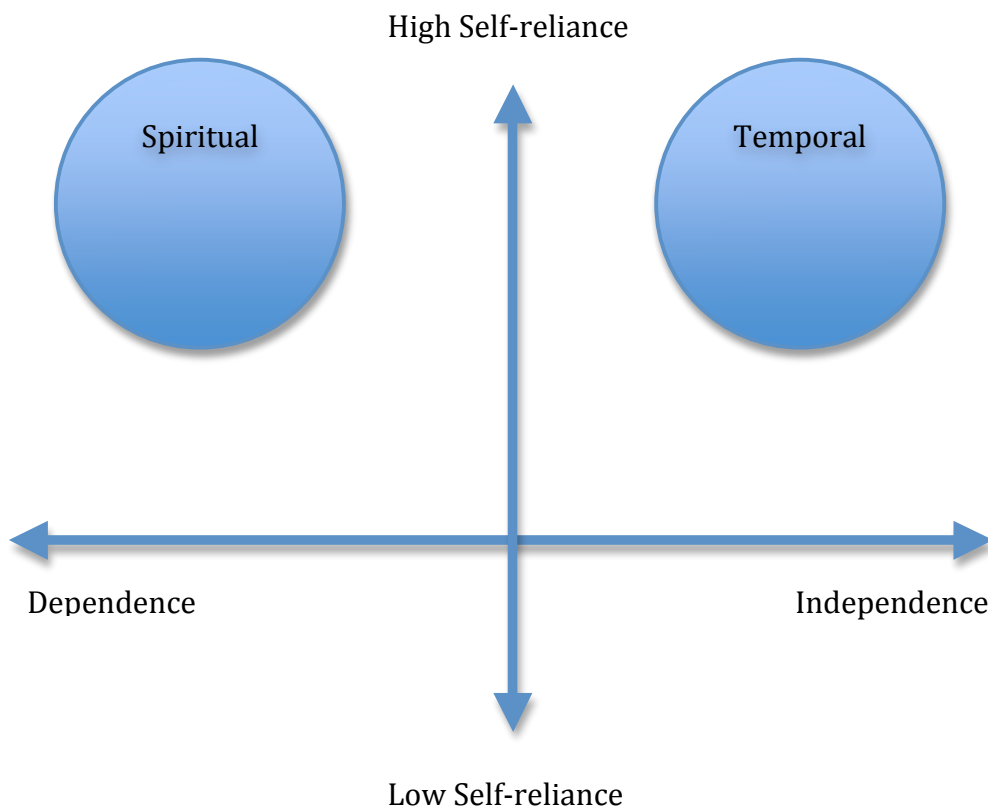 High Self-reliance
Spiritual
Temporal
Dependence
Independence
Low Self-reliance